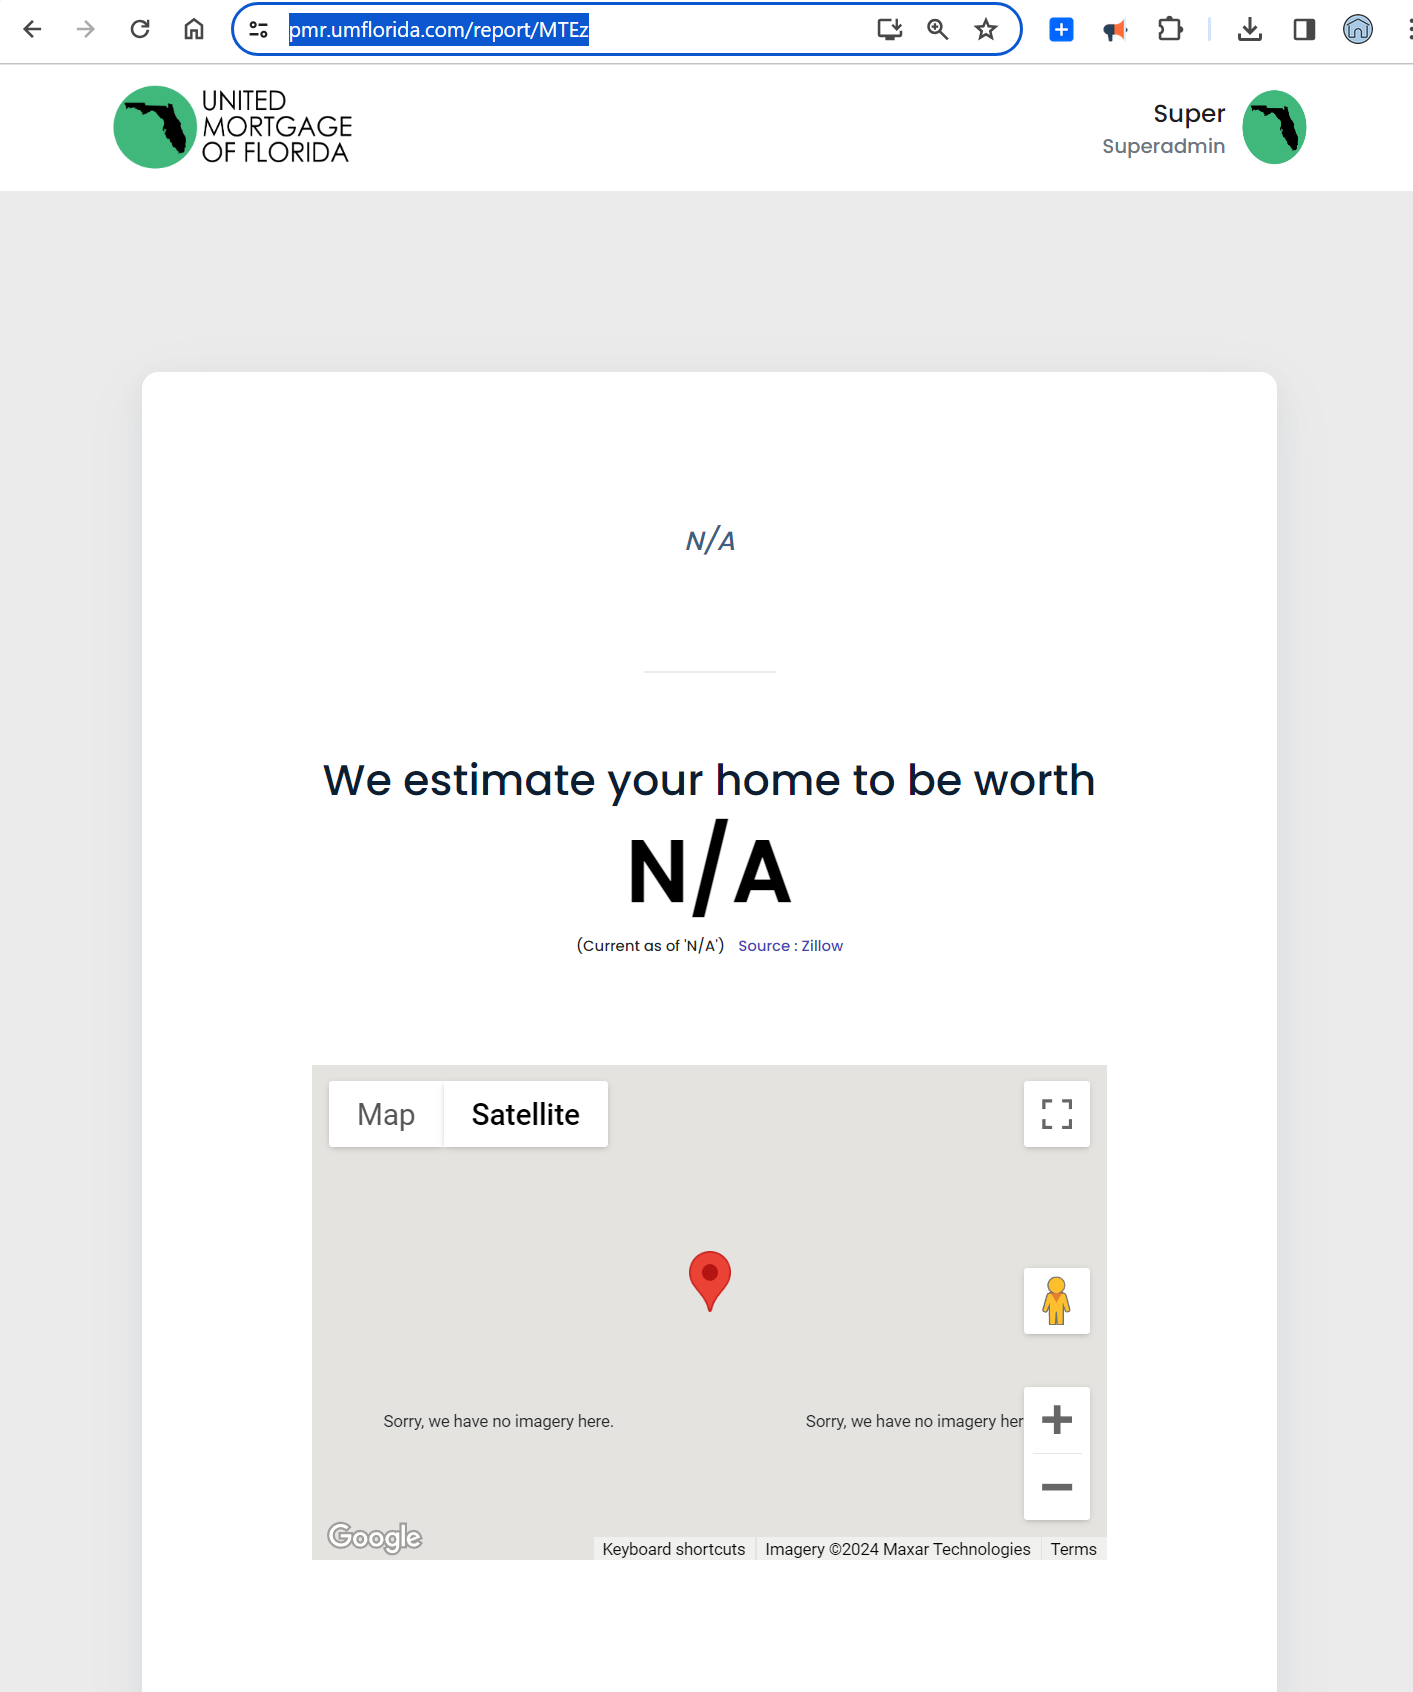 pmr.umflorida.com/report/MTEz
UNITED
MORTGAGE
OF FLORIDA
Super
Superadmin
N/A
We estimate your home to be worth
N/A
(Current as of 'N/A') Source : Zillow
Map Satellite
Sorry, we have no imagery here. Sorry, we have no imagery her
Google
Keyboard shortcuts Imagery ©2024 Maxar Technologies Terms